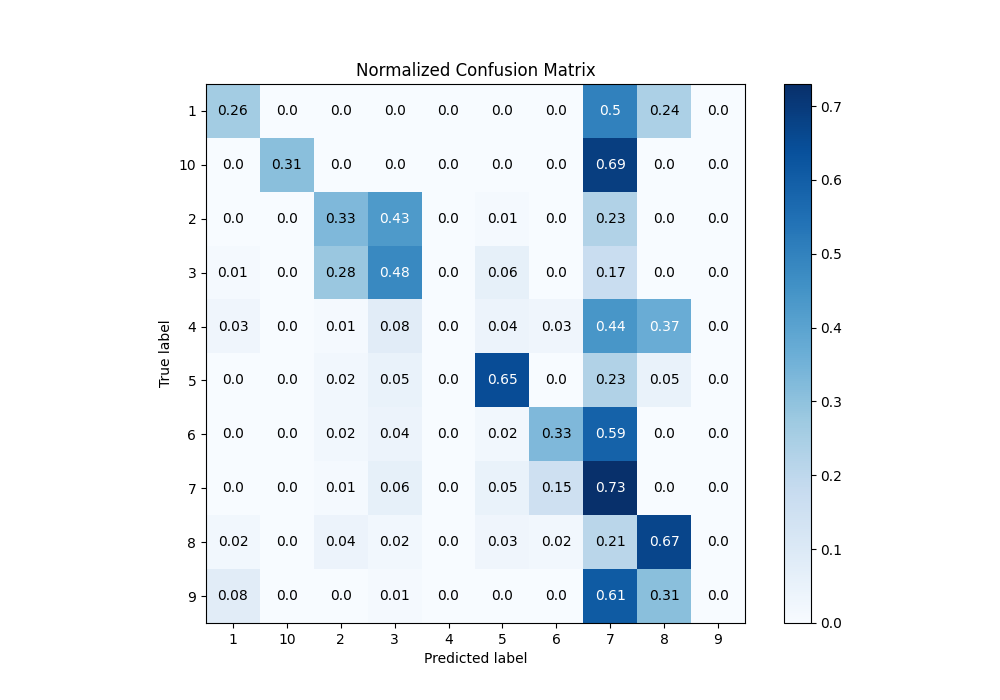 Normalized Confusion Matrix
1 0.26 0.0 0.0 0.0 0.0 0.0 0.0 0.5 0.24 0.0
10 0.0 0.31 0.0 0.0 0.0 0.0 0.0 0.69 0.0 0.0
2 0.0 0.0 0.33 0.43 0.0 0.01 0.0 0.23 0.0 0.0
3 0.01 0.0 0.28 0.48 0.0 0.06 0.0 0.17 0.0 0.0
4 0.03 0.0 0.01 0.08 0.0 0.04 0.03 0.44 0.37 0.0
5 0.0 0.0 0.02 0.05 0.0 0.65 0.0 0.23 0.05 0.0
6 0.0 0.0 0.02 0.04 0.0 0.02 0.33 0.59 0.0 0.0
7 0.0 0.0 0.01 0.06 0.0 0.05 0.15 0.73 0.0 0.0
8 0.02 0.0 0.04 0.02 0.0 0.03 0.02 0.21 0.67 0.0
9 0.08 0.0 0.0 0.01 0.0 0.0 0.0 0.61 0.31 0.0
1 10 2 3 4 5 6 7 8 9
Predicted label
True label
0.7
0.6
0.5
0.4
0.3
0.2
0.1
0.0